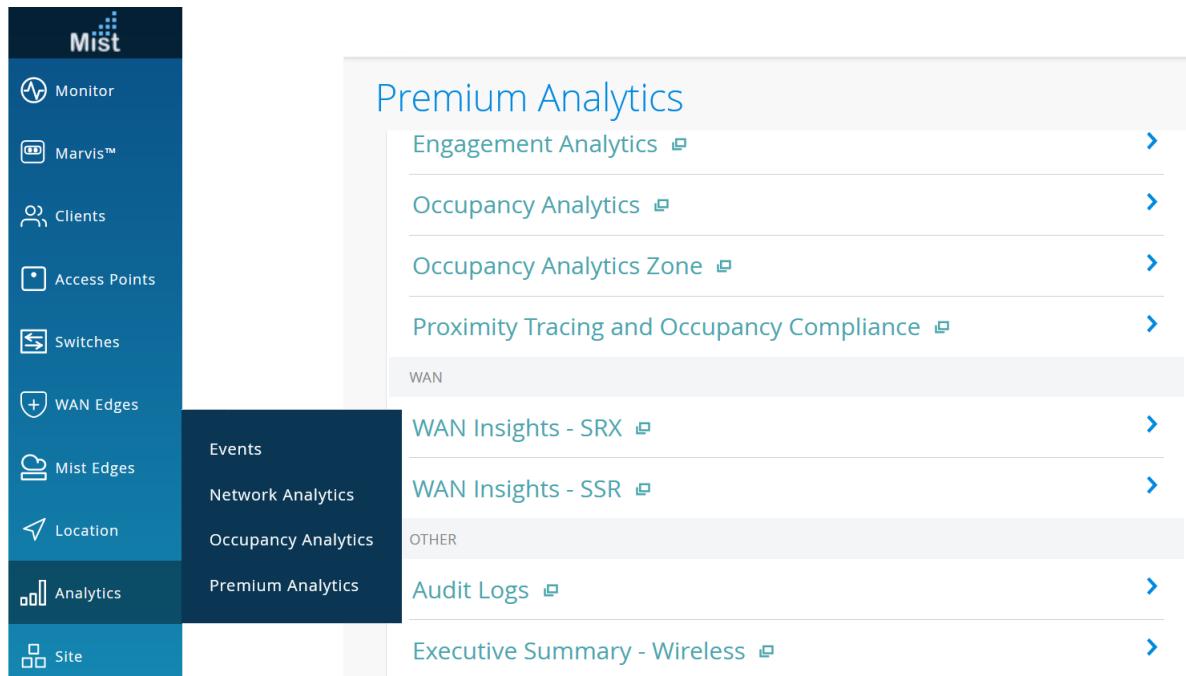 Mist
Monitor
Marvis™
Clients
Access Points
Switches
WAN Edges
Mist Edges
Location
Analytics
Site
Events
Network Analytics
Occupancy Analytics
Premium Analytics
Premium Analytics
Engagement Analytics
Occupancy Analytics
Occupancy Analytics Zone
Proximity Tracing and Occupancy Compliance
WAN
WAN Insights - SRX
WAN Insights - SSR
OTHER
Audit Logs
Executive Summary - Wireless